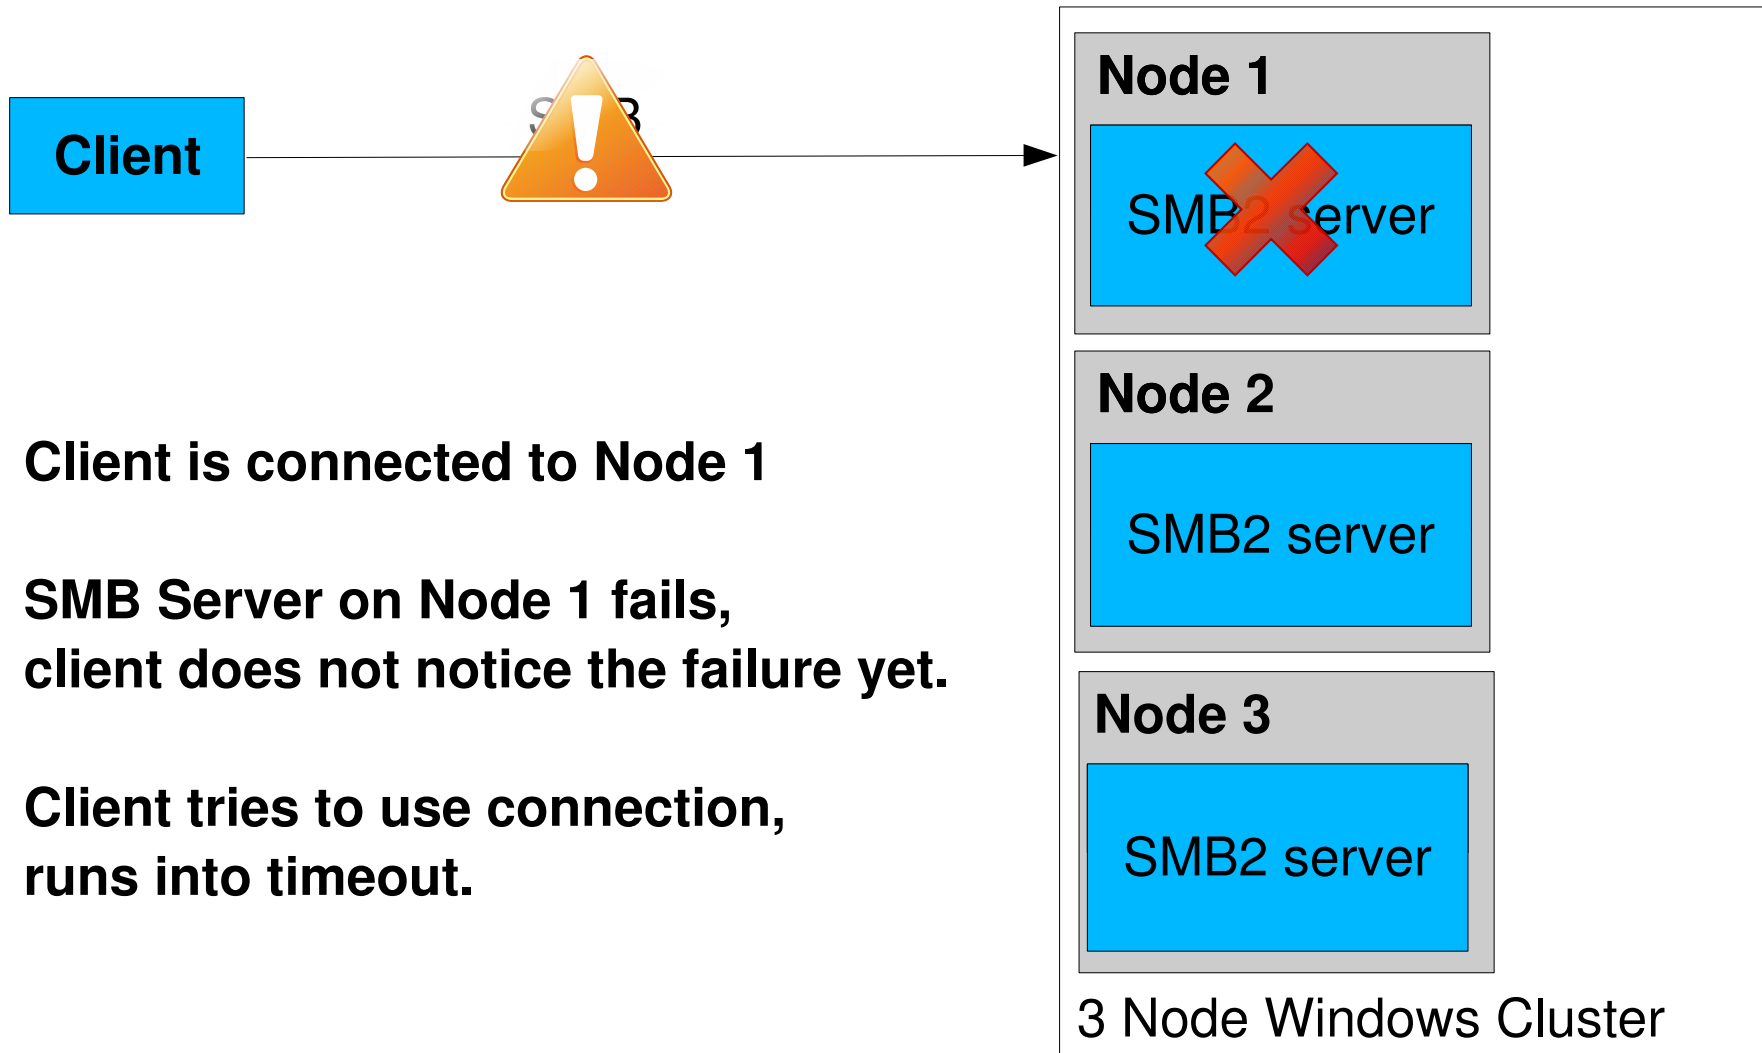 Client
Node 1
SMB2 server
Node 2
SMB2 server
Node 3
SMB2 server
3 Node Windows Cluster
Client is connected to Node 1
SMB Server on Node 1 fails,
client does not notice the failure yet.
Client tries to use connection,
runs into timeout.